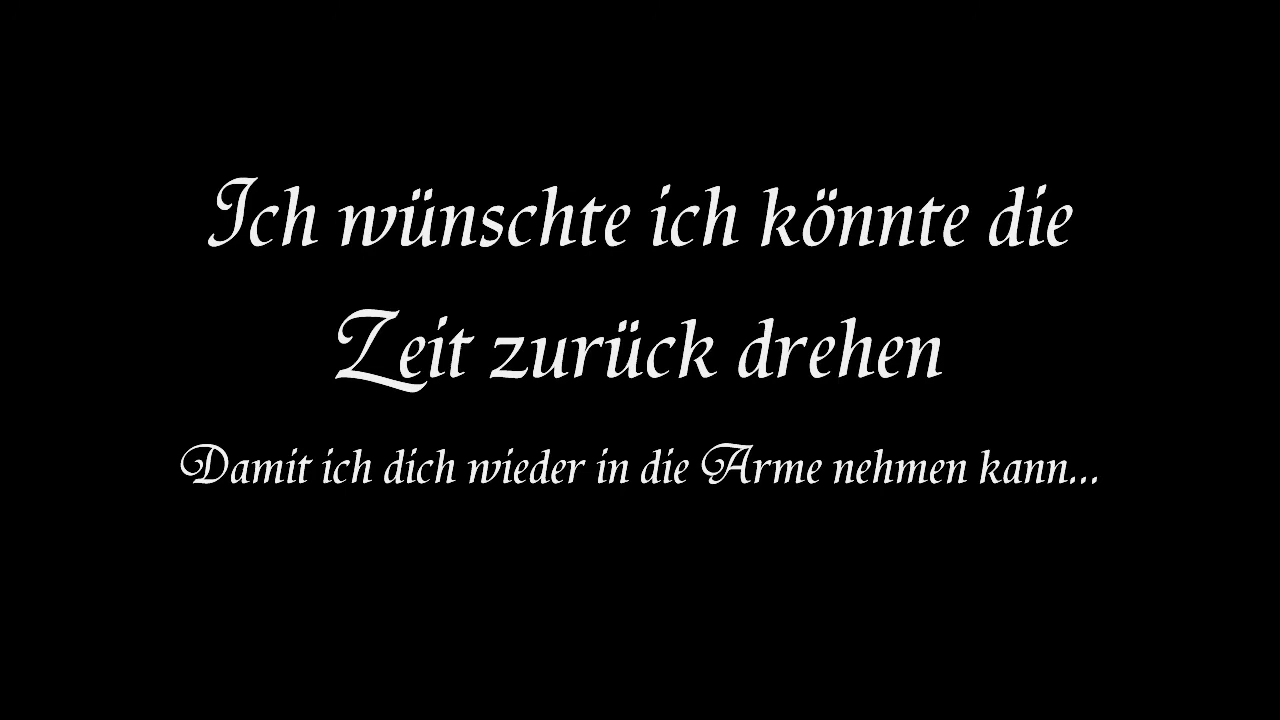 Ich wünschte ich könnte die
Zeit zurück drehen
Damit ich dich wieder in die Arme nehmen kann...